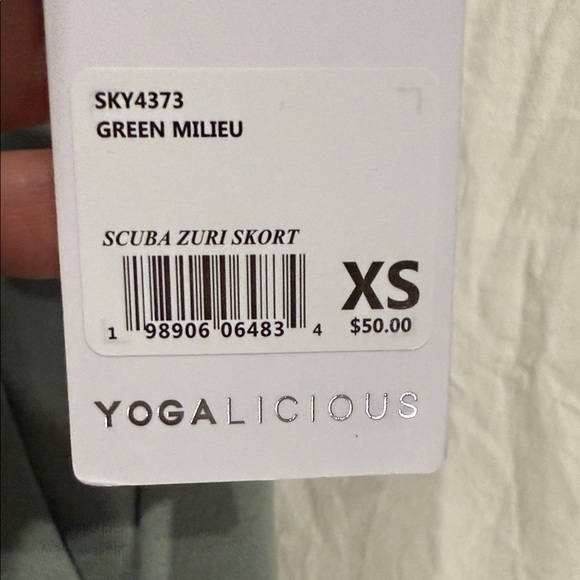 SKY4373
GREEN MILIEU
SCUBA ZURI SKORT
XS
1 98906 06483 4
$50.00
YOGALICIOUS